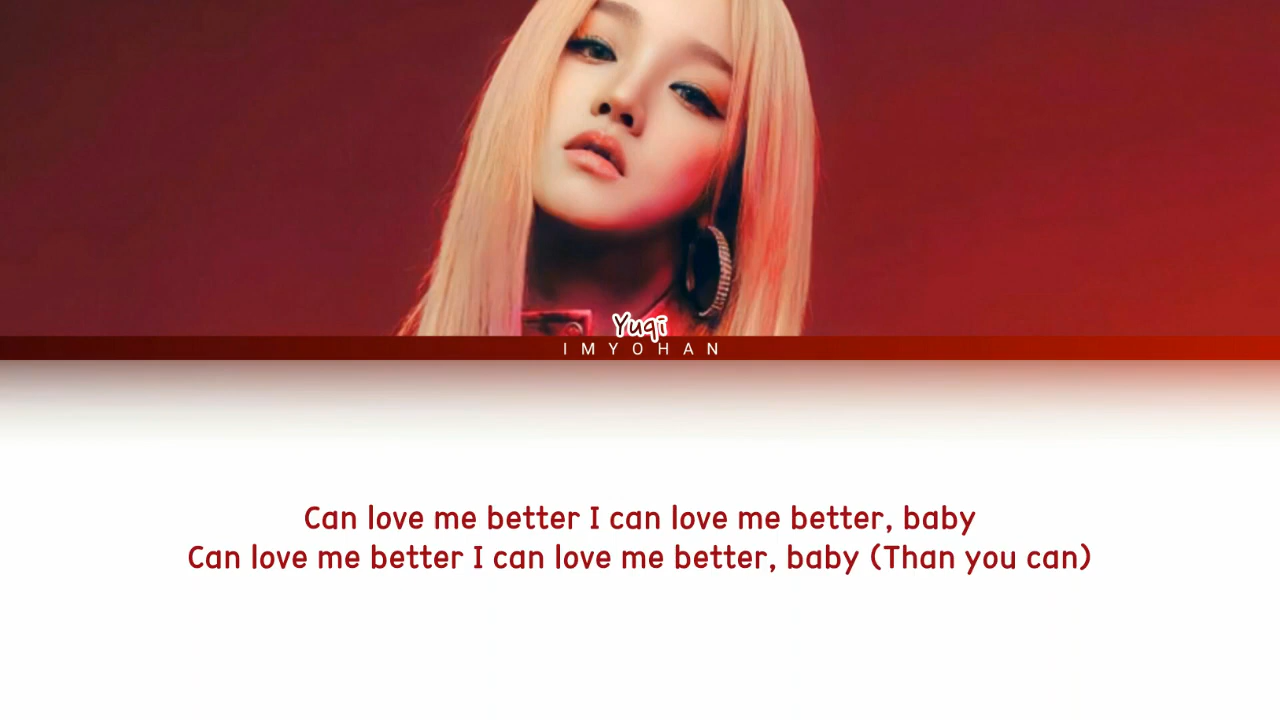 Yuqi
IMYOHAN
Can love me better I can love me better, baby
Can love me better I can love me better, baby (Than you can)